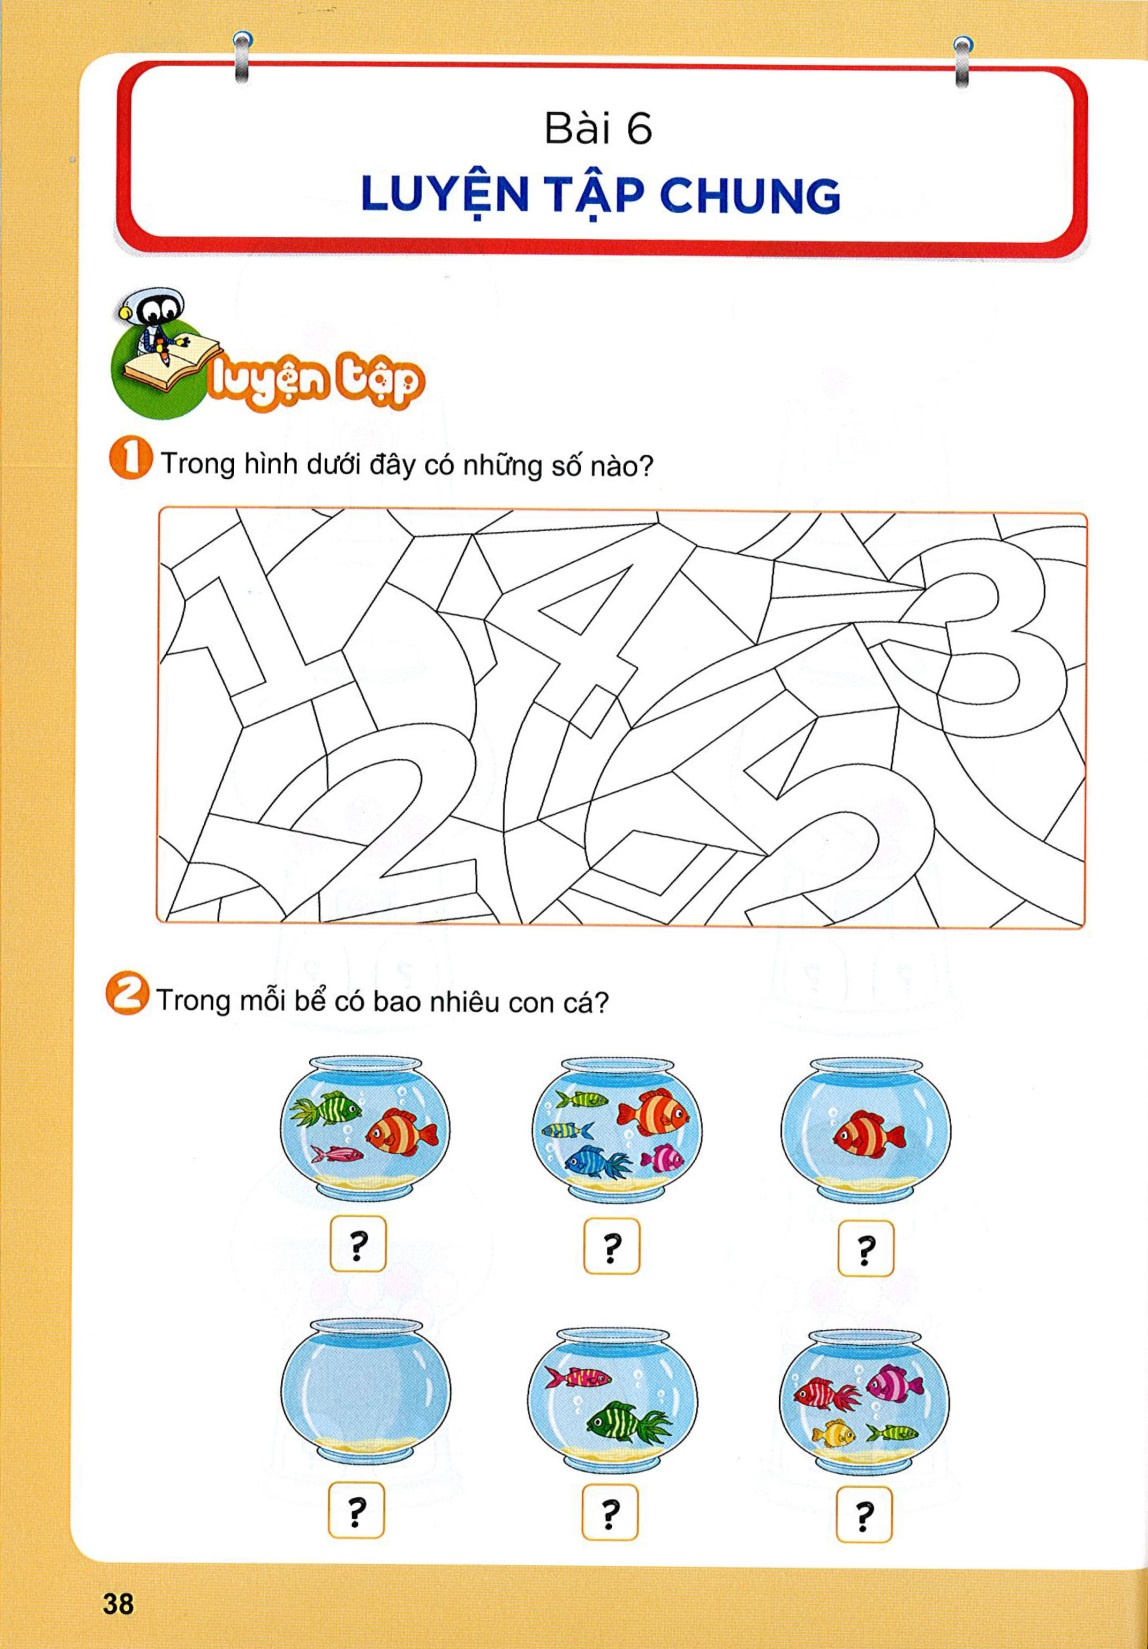 Bài 6
LUYỆN TẬP CHUNG
luyện tập
1 Trong hình dưới đây có những số nào?
1 4 3
2 5
2 Trong mỗi bể có bao nhiêu con cá?
? ? ?
? ? ?
38